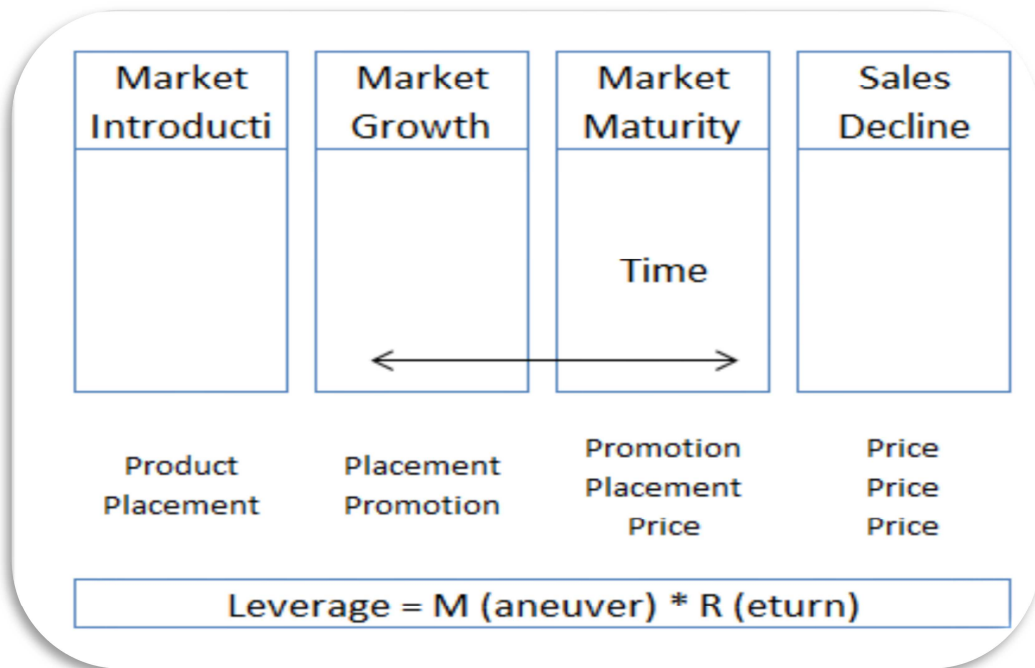 Market
Introducti
Market
Growth
Market
Maturity
Sales
Decline
Time
Product
Placement
Placement
Promotion
Promotion
Placement
Price
Price
Price
Price
Leverage = M (aneuver) * R (eturn)